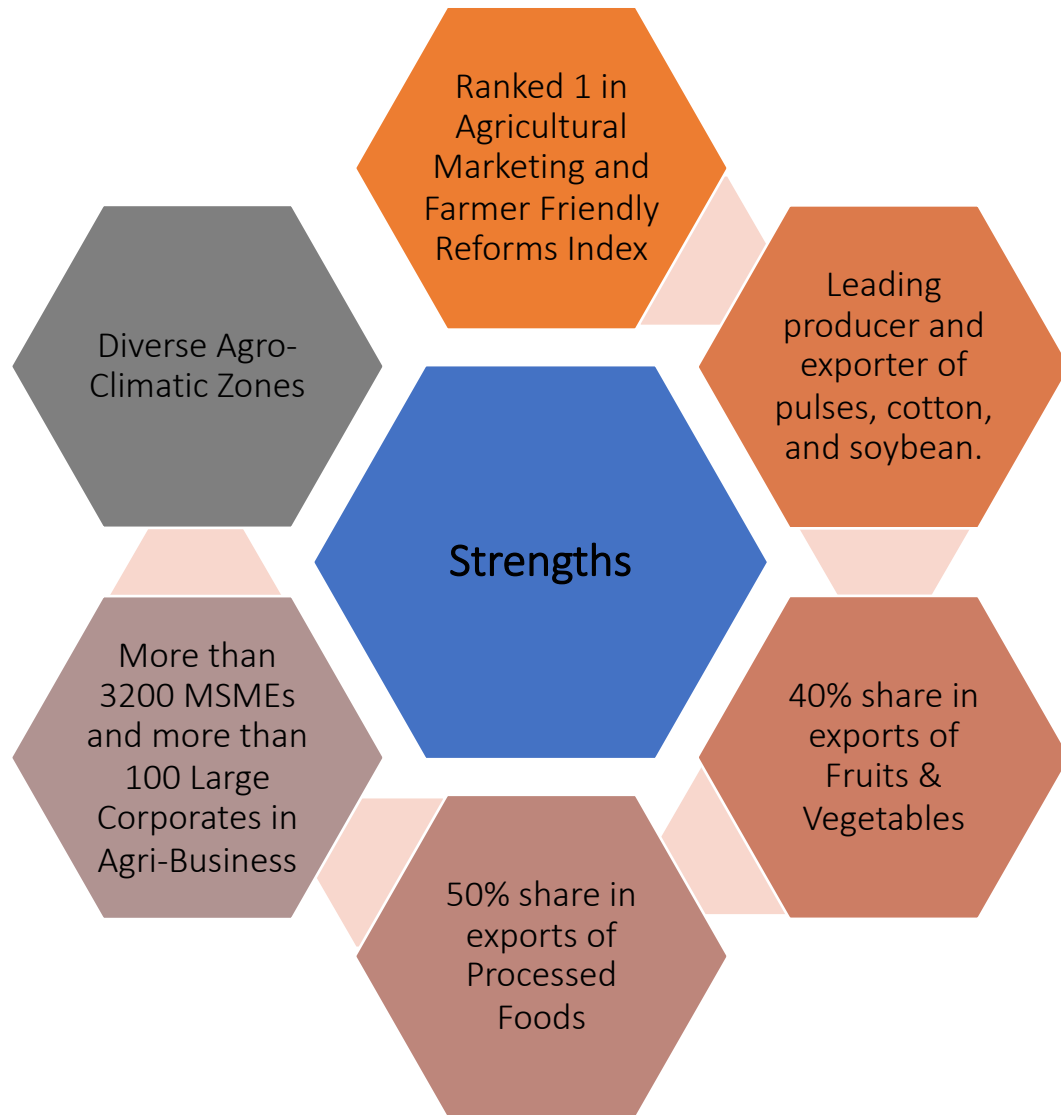 Ranked 1 in
Agricultural
Marketing and
Farmer Friendly
Reforms Index
Leading
producer and
exporter of
pulses, cotton,
and soybean.
40% share in
exports of
Fruits &
Vegetables
50% share in
exports of
Processed
Foods
More than
3200 MSMEs
and more than
100 Large
Corporates in
Agri-Business
Diverse Agro-
Climatic Zones
Strengths